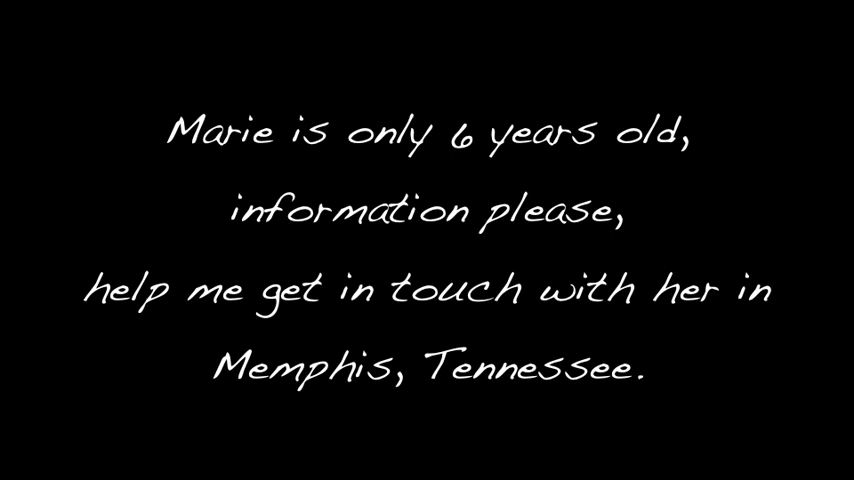 Marie is only 6 years old,
information please,
help me get in touch with her in
Memphis, Tennessee.